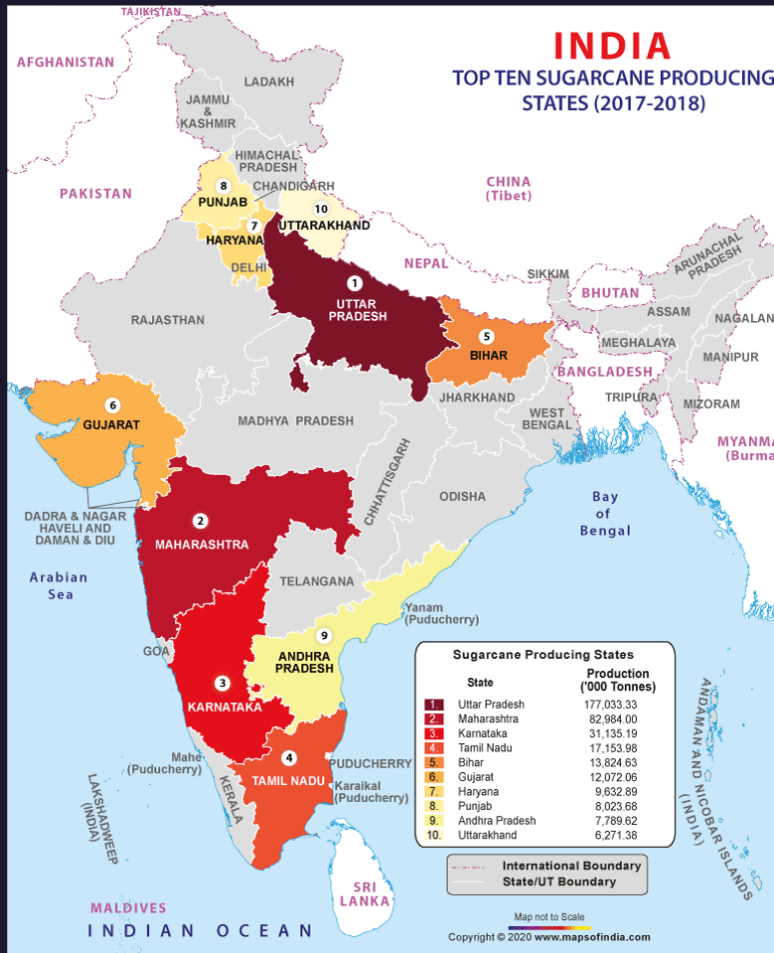 INDIA
TOP TEN SUGARCANE PRODUCING
STATES (2017-2018)
TAJIKISTAN
AFGHANISTAN
LADAKH
JAMMU
&
KASHMIR
HIMACHAL
PRADESH
PAKISTAN
8
PUNJAB
CHANDIGARH
CHINA
(Tibet)
10
UTTARAKHAND
7
HARYANA
DELHI
NEPAL
SIKKIM
ARUNACHAL
PRADESH
BHUTAN
1
UTTAR
PRADESH
RAJASTHAN
ASSAM
NAGALAN
5
BIHAR
MEGHALAYA
MANIPUR
BANGLADESH
6
GUJARAT
JHARKHAND
TRIPURA
MIZORAM
MADHYA PRADESH
WEST
BENGAL
MYANMA
(Burma
CHHATTISGARH
ODISHA
DADRA & NAGAR
HAVELI AND
DAMAN & DIU
2
MAHARASHTRA
Bay
of
Bengal
Arabian
Sea
TELANGANA
Yanam
(Puducherry)
GOA
9
ANDHRA
PRADESH
3
KARNATAKA
Mahe
(Puducherry)
4
TAMIL NADU
PUDUCHERRY
Karaikal
(Puducherry)
KERALA
LAKSHADWEEP
(INDIA)
ANDAMAN AND NICOBAR ISLANDS
(INDIA)
SRI
LANKA
MALDIVES
INDIAN OCEAN
Sugarcane Producing States
State Production
('000 Tonnes)
1. Uttar Pradesh 177,033.33
2. Maharashtra 82,984.00
3. Karnataka 31,135.19
4. Tamil Nadu 17,153.98
5. Bihar 13,824.63
6. Gujarat 12,072.06
7. Haryana 9,632.89
8. Punjab 8,023.68
9. Andhra Pradesh 7,789.62
10. Uttarakhand 6,271.38
International Boundary
State/UT Boundary
Map not to Scale
Copyright © 2020 www.mapsofindia.com